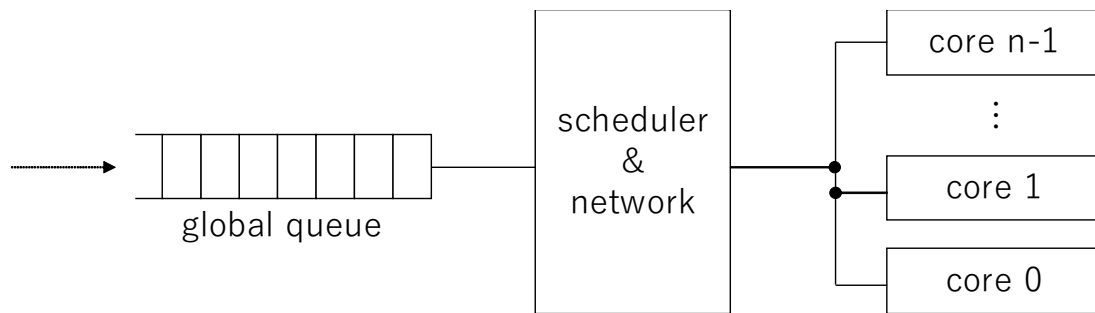 global queue
scheduler
&
network
core n-1
⋮
core 1
core 0